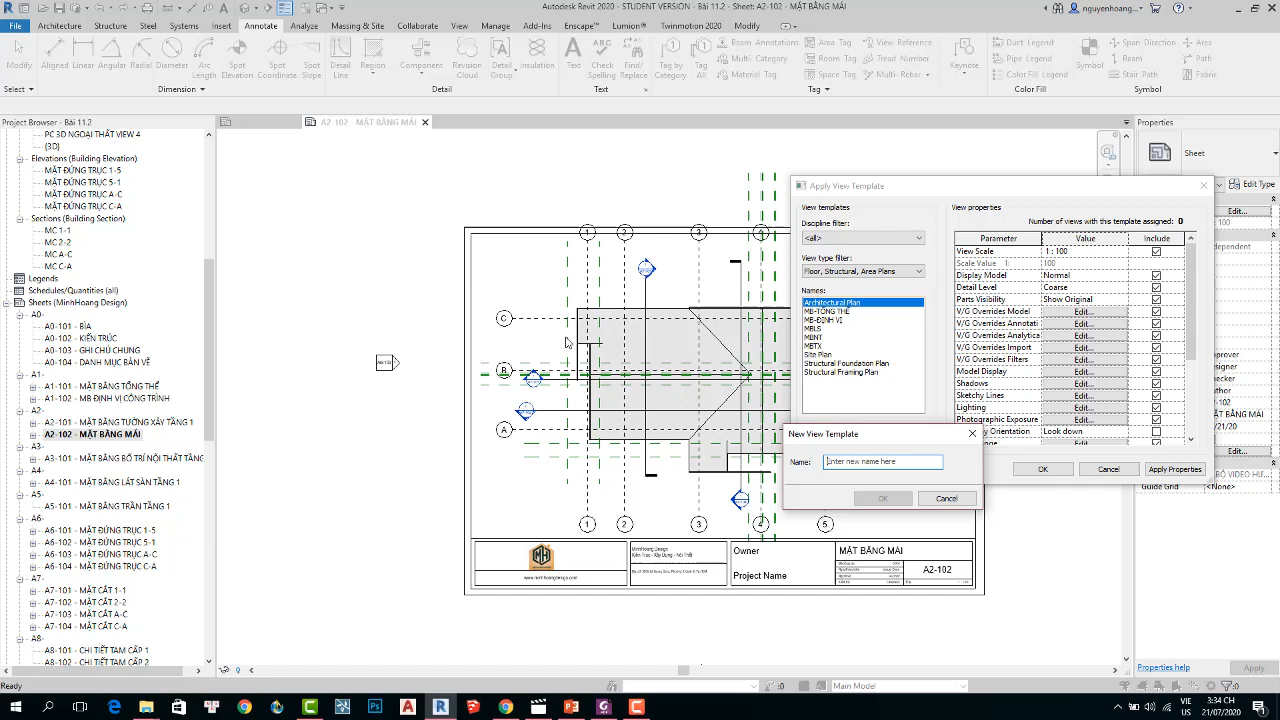 Autodesk Revit 2020 - STUDENT VERSION - Bài 11.2 - Sheet: A2-102 - MẶT BẰNG MÁI
nguyenhoang...
File Architecture Structure Steel Systems Insert Annotate Analyze Massing & Site Collaborate View Manage Add-Ins Enscape™ Lumion® Twinmotion 2020 Modify
Modify
Aligned Linear Angular Radial Diameter Arc Length Spot Elevation Spot Coordinate Spot Slope
Detail Line Region Component Revision Cloud Detail Group Insulation
Text Check Spelling Find/ Replace
Tag by Category Tag All
Beam Annotations
Multi- Category
Material Tag
Area Tag
Room Tag
Space Tag
View Reference
Tread Number
Multi-Rebar
Keynote
Duct Legend
Pipe Legend
Color Fill Legend
Symbol
Span Direction
Beam
Stair Path
Area
Path
Fabric
Select Dimension Detail Text Tag Color Fill Symbol
Project Browser - Bài 11.2
PC 3D NGOẠI THẤT VIEW 4
{3D}
Elevations (Building Elevation)
MẶT ĐỨNG TRỤC 1-5
MẶT ĐỨNG TRỤC 5-1
MẶT ĐỨNG TRỤC A-C
MẶT ĐỨNG TRỤC C-A
Sections (Building Section)
MC 1-1
MC 2-2
MC A-C
MC C-A
Legends
Schedules/Quantities (all)
Sheets (MinHoang Design)
A0-
A0-101 - BÌA
A0-102 - KIẾN TRÚC
A0-103 - GHI CHÚ CHUNG
A0-104 - DANH MỤC BẢN VẼ
A1-
A1-101 - MẶT BẰNG TỔNG THỂ
A1-102 - MB ĐỊNH VỊ CÔNG TRÌNH
A2-
A2-101 - MẶT BẰNG TƯỜNG XÂY TẦNG 1
A2-102 - MẶT BẰNG MÁI
A3-
A3-101 - MẶT BẰNG BỐ TRÍ NỘI THẤT TẦNG
A4-
A4-101 - MẶT BẰNG LÁT SÀN TẦNG 1
A5-
A5-101 - MẶT BẰNG TRẦN TẦNG 1
A6-
A6-101 - MẶT ĐỨNG TRỤC 1-5
A6-102 - MẶT ĐỨNG TRỤC 5-1
A6-103 - MẶT ĐỨNG TRỤC A-C
A6-104 - MẶT ĐỨNG TRỤC C-A
A7-
A7-101 - MẶT CẮT 1-1
A7-102 - MẶT CẮT 2-2
A7-103 - MẶT CẮT A-C
A7-104 - MẶT CẮT C-A
A8-
A8-101 - CHI TIẾT TAM CẤP 1
A8-102 - CHI TIẾT TAM CẤP 2
A2-102 - MẶT BẰNG MÁI
1 2 3 4
C
B
A
1 2 3 4 5
www.minhhoangdesign.com
MinHoang Design
Kiến Trúc - Xây Dựng - Nội Thất
Owner
Project Name
MẶT BẰNG MÁI
A2-102
Properties
Sheet
Edit Type
Edit...
Guide Grid <None>
Properties help
Apply
Apply View Template
View templates
Discipline filter:
<all>
View type filter:
Floor, Structural, Area Plans
Names:
Architectural Plan
MB-TỔNG THỂ
MB-ĐỊNH VỊ
MBLS
MBNT
MBTX
Site Plan
Structural Foundation Plan
Structural Framing Plan
View properties
Number of views with this template assigned: 0
Parameter Value Include
View Scale 1 : 100
Scale Value 1: 100
Display Model Normal
Detail Level Coarse
Parts Visibility Show Original
V/G Overrides Model Edit...
V/G Overrides Annotati Edit...
V/G Overrides Analytica Edit...
V/G Overrides Import Edit...
V/G Overrides Filters Edit...
Model Display Edit...
Shadows Edit...
Sketchy Lines Edit...
Lighting Edit...
Photographic Exposure Edit...
Look down
OK Cancel Apply Properties
New View Template
Name: Enter new name here
OK Cancel
Ready
:0
Main Model
:0
VIE
US
3:34 CH
21/07/2020